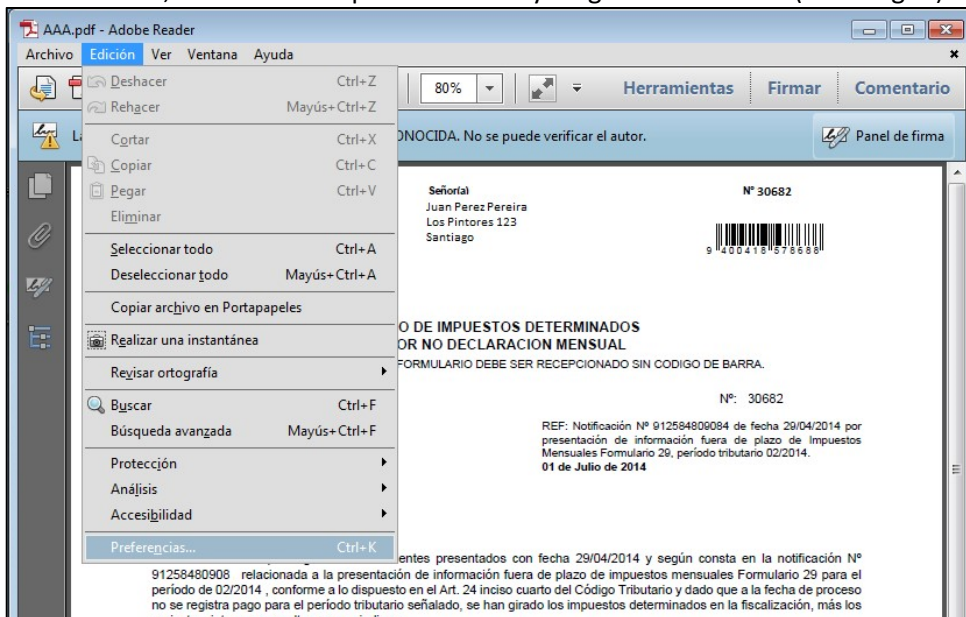 AAA.pdf - Adobe Reader
Archivo Edición Ver Ventana Ayuda
80% Herramientas Firmar Comentario
ONOCIDA. No se puede verificar el autor. Panel de firma
Deshacer Ctrl+Z
Rehacer Mayús+Ctrl+Z
Cortar Ctrl+X
Copiar Ctrl+C
Pegar Ctrl+V
Eliminar
Seleccionar todo Ctrl+A
Deseleccionar todo Mayús+Ctrl+A
Copiar archivo en Portapapeles
Realizar una instantánea
Revisar ortografía
Buscar Ctrl+F
Búsqueda avanzada Mayús+Ctrl+F
Protección
Análisis
Accesibilidad
Preferencias... Ctrl+K
Señor(a) Nº 30682
Juan Perez Pereira
Los Pintores 123
Santiago
9 400418 578688
O DE IMPUESTOS DETERMINADOS
OR NO DECLARACION MENSUAL
FORMULARIO DEBE SER RECEPCIONADO SIN CODIGO DE BARRA.
Nº: 30682
REF: Notificación Nº 912584809084 de fecha 29/04/2014 por
presentación de información fuera de plazo de Impuestos
Mensuales Formulario 29, período tributario 02/2014.
01 de Julio de 2014
entes presentados con fecha 29/04/2014 y según consta en la notificación Nº
91258480908 relacionada a la presentación de información fuera de plazo de impuestos mensuales Formulario 29 para el
período de 02/2014 , conforme a lo dispuesto en el Art. 24 inciso cuarto del Código Tributario y dado que a la fecha de proceso
no se registra pago para el período tributario señalado, se han girado los impuestos determinados en la fiscalización, más los